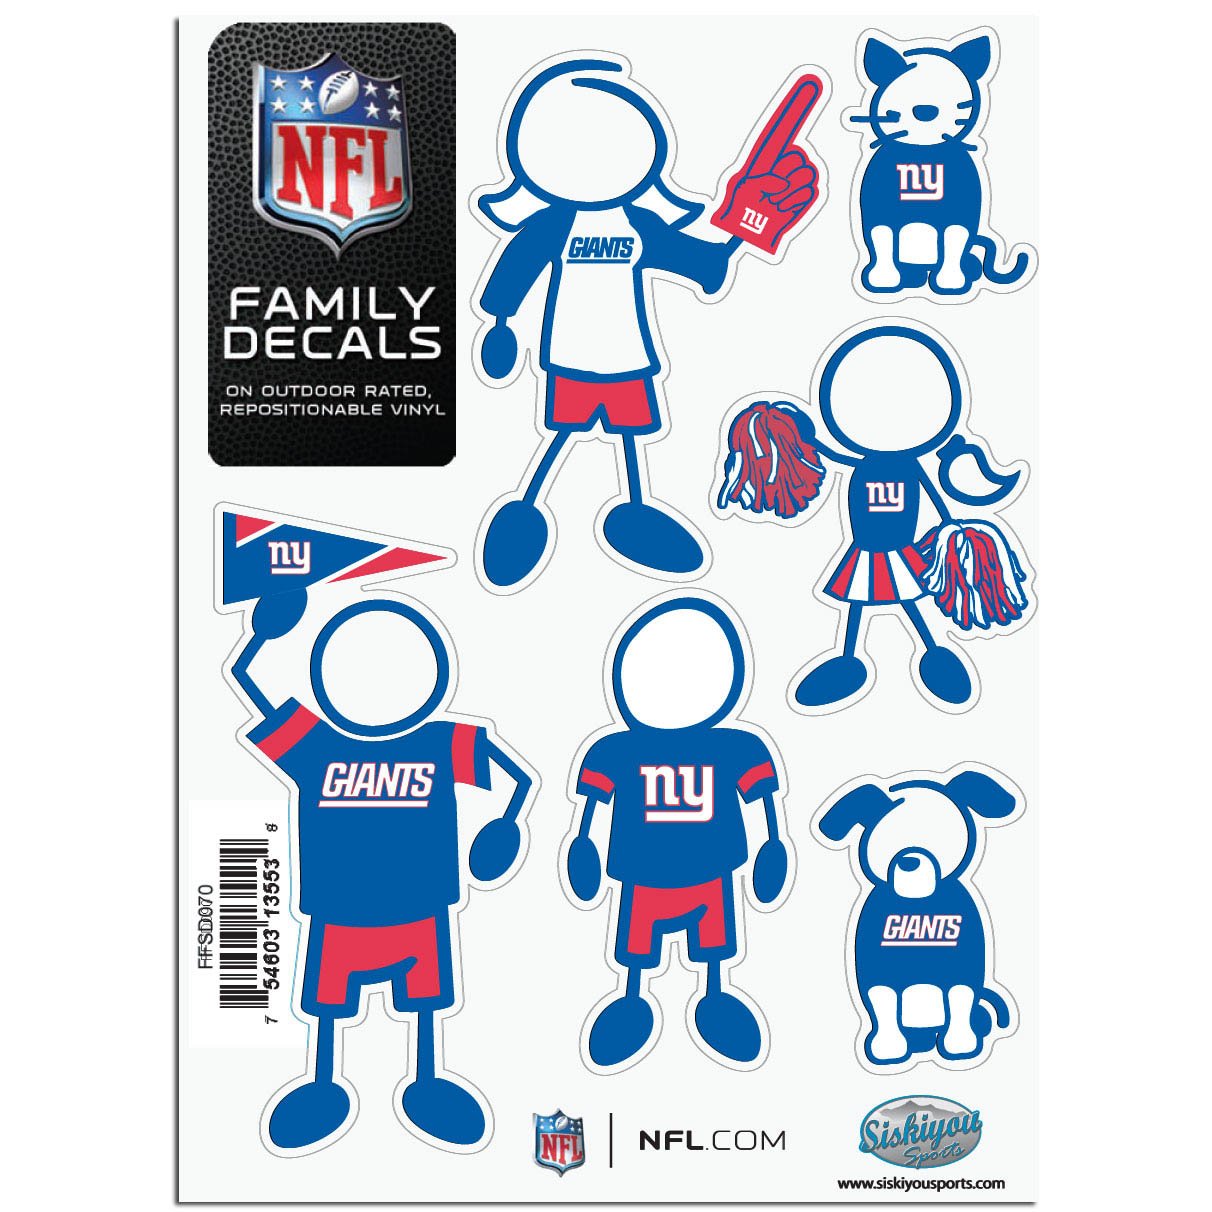 NFL
FAMILY
DECALS
ON OUTDOOR RATED,
REPOSITIONABLE VINYL
GIANTS
ny
ny
ny
ny
GIANTS
ny
GIANTS
FFSD070
7 54603 13553 8
NFL
NFL.COM
Siskiyou
Sports
www.siskiyousports.com